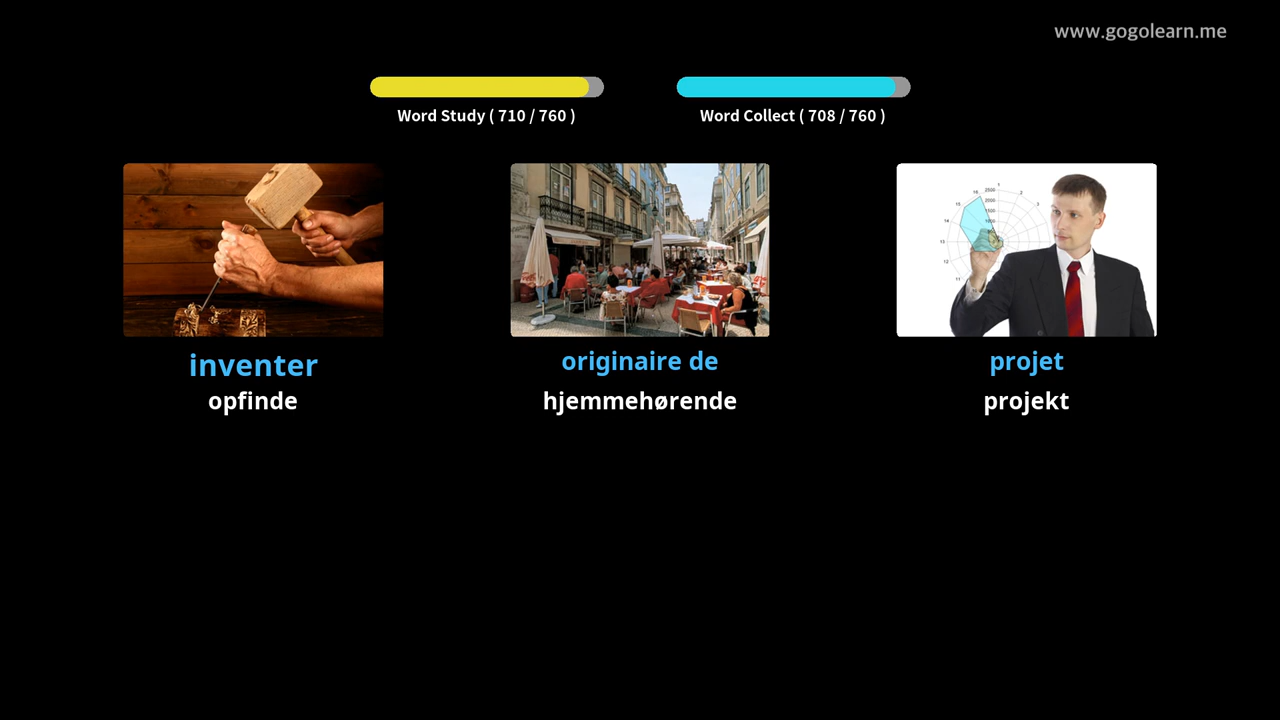 www.gogolearn.me
Word Study ( 710 / 760 )
Word Collect ( 708 / 760 )
inventer
opfinde
originaire de
hjemmehørende
projet
projekt